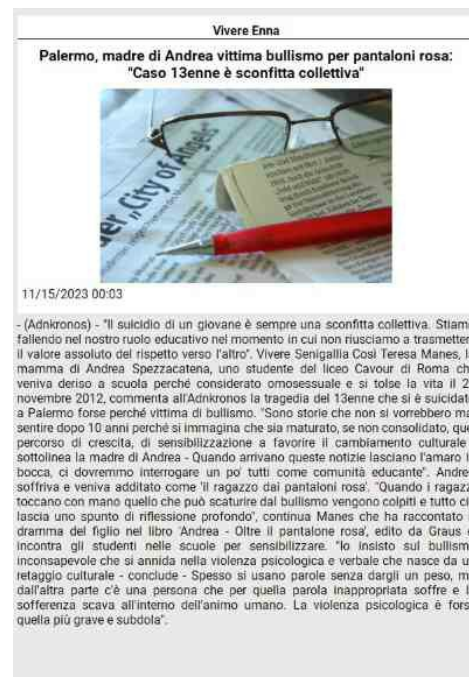 Vivere Enna
Palermo, madre di Andrea vittima bullismo per pantaloni rosa:
"Caso 13enne è sconfitta collettiva"
der „City of Angels"
11/15/2023 00:03
- (Adnkronos) - "Il suicidio di un giovane è sempre una sconfitta collettiva. Stiam
fallendo nel nostro ruolo educativo nel momento in cui non riusciamo a trasmetter
il valore assoluto del rispetto verso l'altro". Vivere Senigallia Così Teresa Manes, l
mamma di Andrea Spezzacatena, uno studente del liceo Cavour di Roma ch
veniva deriso a scuola perché considerato omosessuale e si tolse la vita il 2
novembre 2012, commenta all'Adnkronos la tragedia del 13enne che si è suicidat
a Palermo forse perché vittima di bullismo. "Sono storie che non si vorrebbero ma
sentire dopo 10 anni perché si immagina che sia maturato, se non consolidato, que
percorso di crescita, di sensibilizzazione a favorire il cambiamento culturale
sottolinea la madre di Andrea - Quando arrivano queste notizie lasciano l'amaro i
bocca, ci dovremmo interrogare un po' tutti come comunità educante". Andre
soffriva e veniva additato come 'il ragazzo dai pantaloni rosa'. "Quando i ragazz
toccano con mano quello che può scaturire dal bullismo vengono colpiti e tutto ci
lascia uno spunto di riflessione profondo", continua Manes che ha raccontato i
dramma del figlio nel libro 'Andrea - Oltre il pantalone rosa', edito da Graus e
incontra gli studenti nelle scuole per sensibilizzare. "Io insisto sul bullism
inconsapevole che si annida nella violenza psicologica e verbale che nasce da u
retaggio culturale - conclude - Spesso si usano parole senza dargli un peso, m
dall'altra parte c'è una persona che per quella parola inappropriata soffre e l
sofferenza scava all'interno dell'animo umano. La violenza psicologica è fors
quella più grave e subdola".